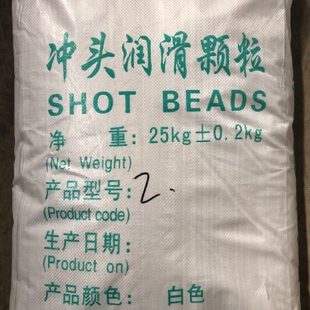 冲头润滑颗粒
SHOT BEADS
净 重: 25kg±0.2kg
(Net Weight)
产品型号: 2.
(Product code)
生产日期:
(Product on)
产品颜色: 白色